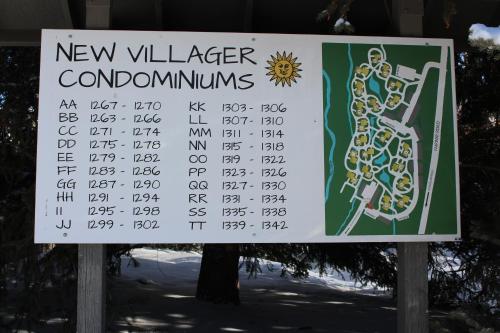 NEW VILLAGER
CONDOMINIUMS
AA 1267 - 1270
BB 1263 - 1266
CC 1271 - 1274
DD 1275 - 1278
EE 1279 - 1282
FF 1283 - 1286
GG 1287 - 1290
HH 1291 - 1294
II 1295 - 1298
JJ 1299 - 1302
KK 1303 - 1306
LL 1307 - 1310
MM 1311 - 1314
NN 1315 - 1318
OO 1319 - 1322
PP 1323 - 1326
QQ 1327 - 1330
RR 1331 - 1334
SS 1335 - 1338
TT 1339 - 1342